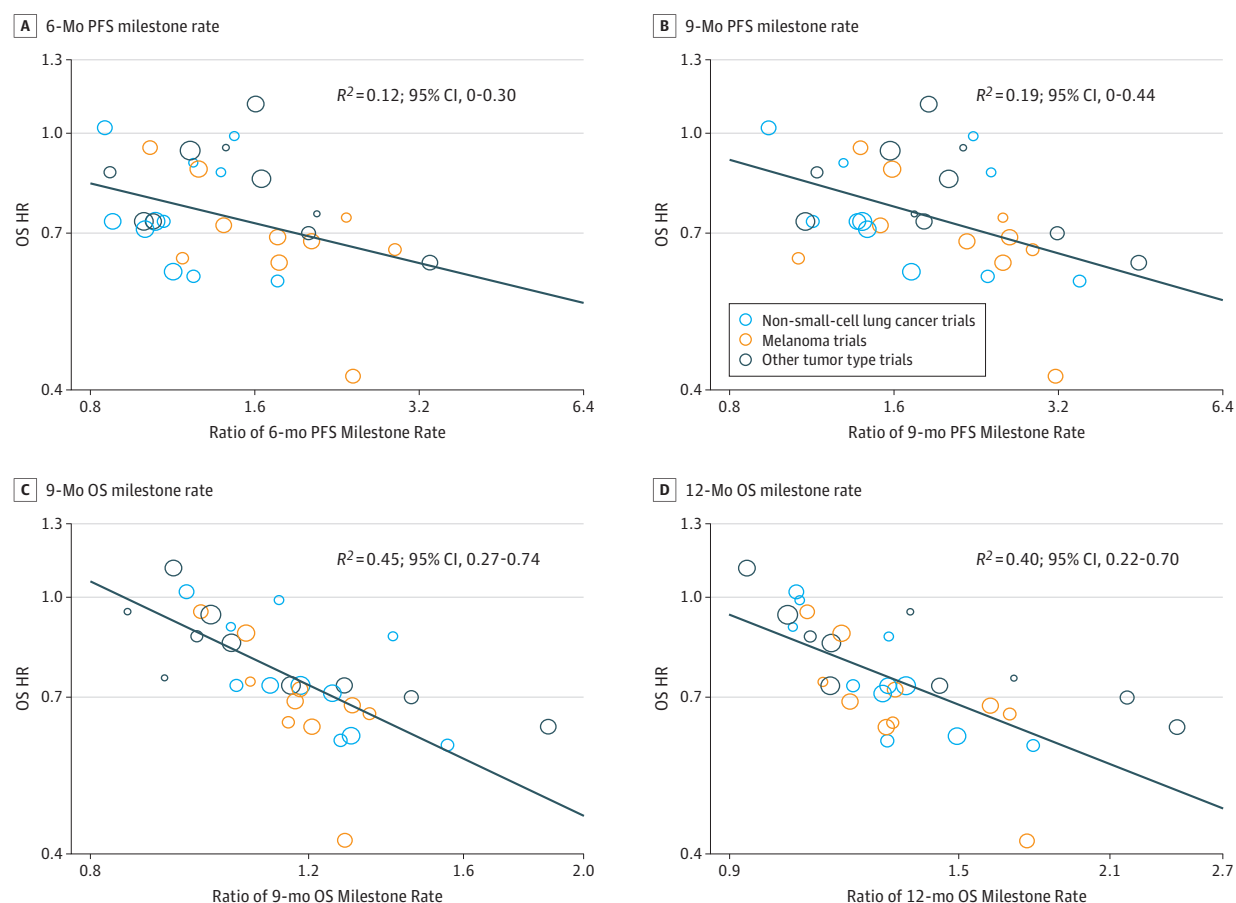 A 6-Mo PFS milestone rate
1.3
1.0
0.7
0.4
OS HR
R²=0.12; 95% CI, 0-0.30
0.8 1.6 3.2 6.4
Ratio of 6-mo PFS Milestone Rate
B 9-Mo PFS milestone rate
1.3
1.0
0.7
0.4
OS HR
R²=0.19; 95% CI, 0-0.44
Non-small-cell lung cancer trials
Melanoma trials
Other tumor type trials
0.8 1.6 3.2 6.4
Ratio of 9-mo PFS Milestone Rate
C 9-Mo OS milestone rate
1.3
1.0
0.7
0.4
OS HR
R²=0.45; 95% CI, 0.27-0.74
0.8 1.2 1.6 2.0
Ratio of 9-mo OS Milestone Rate
D 12-Mo OS milestone rate
1.3
1.0
0.7
0.4
OS HR
R²=0.40; 95% CI, 0.22-0.70
0.9 1.5 2.1 2.7
Ratio of 12-mo OS Milestone Rate